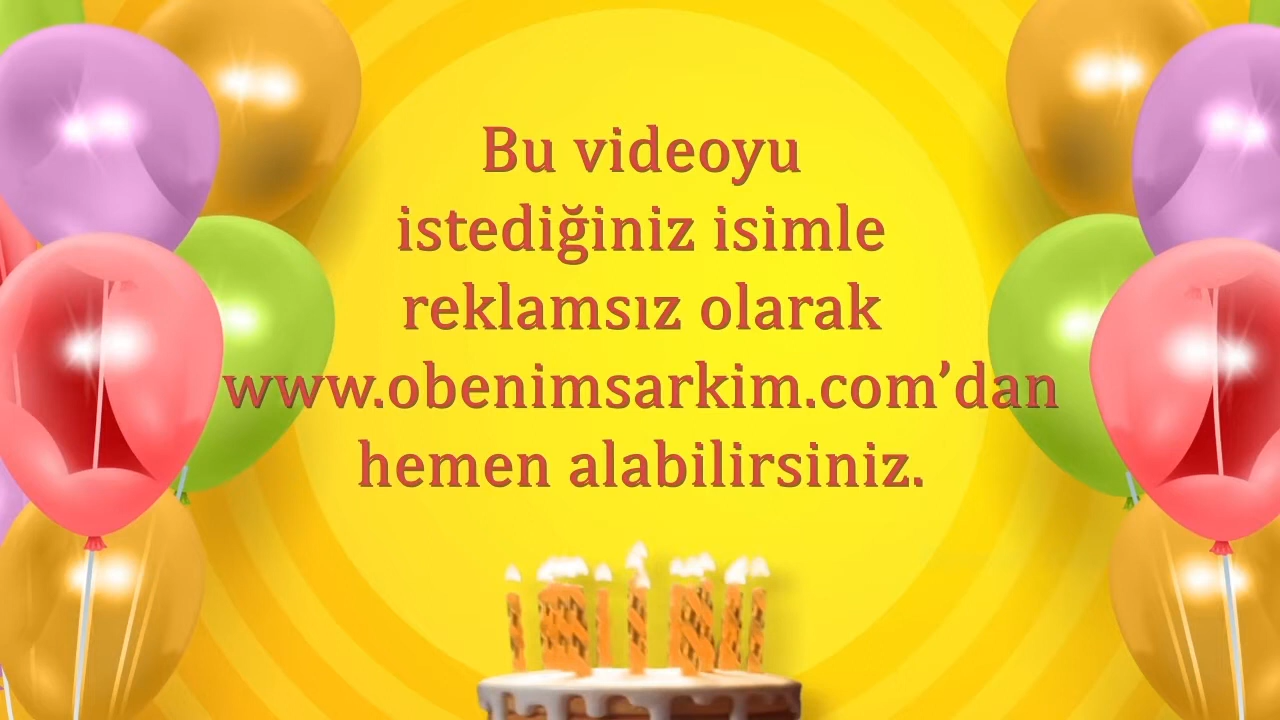 Bu videoyu
istediğiniz isimle
reklamsız olarak
www.obenimsarkim.com’dan
hemen alabilirsiniz.